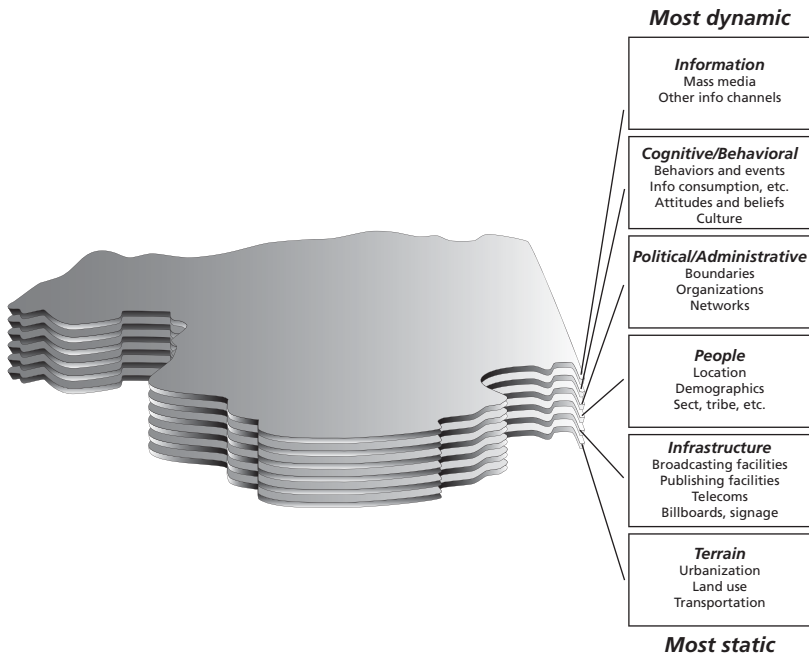 Most dynamic
Information
Mass media
Other info channels
Cognitive/Behavioral
Behaviors and events
Info consumption, etc.
Attitudes and beliefs
Culture
Political/Administrative
Boundaries
Organizations
Networks
People
Location
Demographics
Sect, tribe, etc.
Infrastructure
Broadcasting facilities
Publishing facilities
Telecoms
Billboards, signage
Terrain
Urbanization
Land use
Transportation
Most static